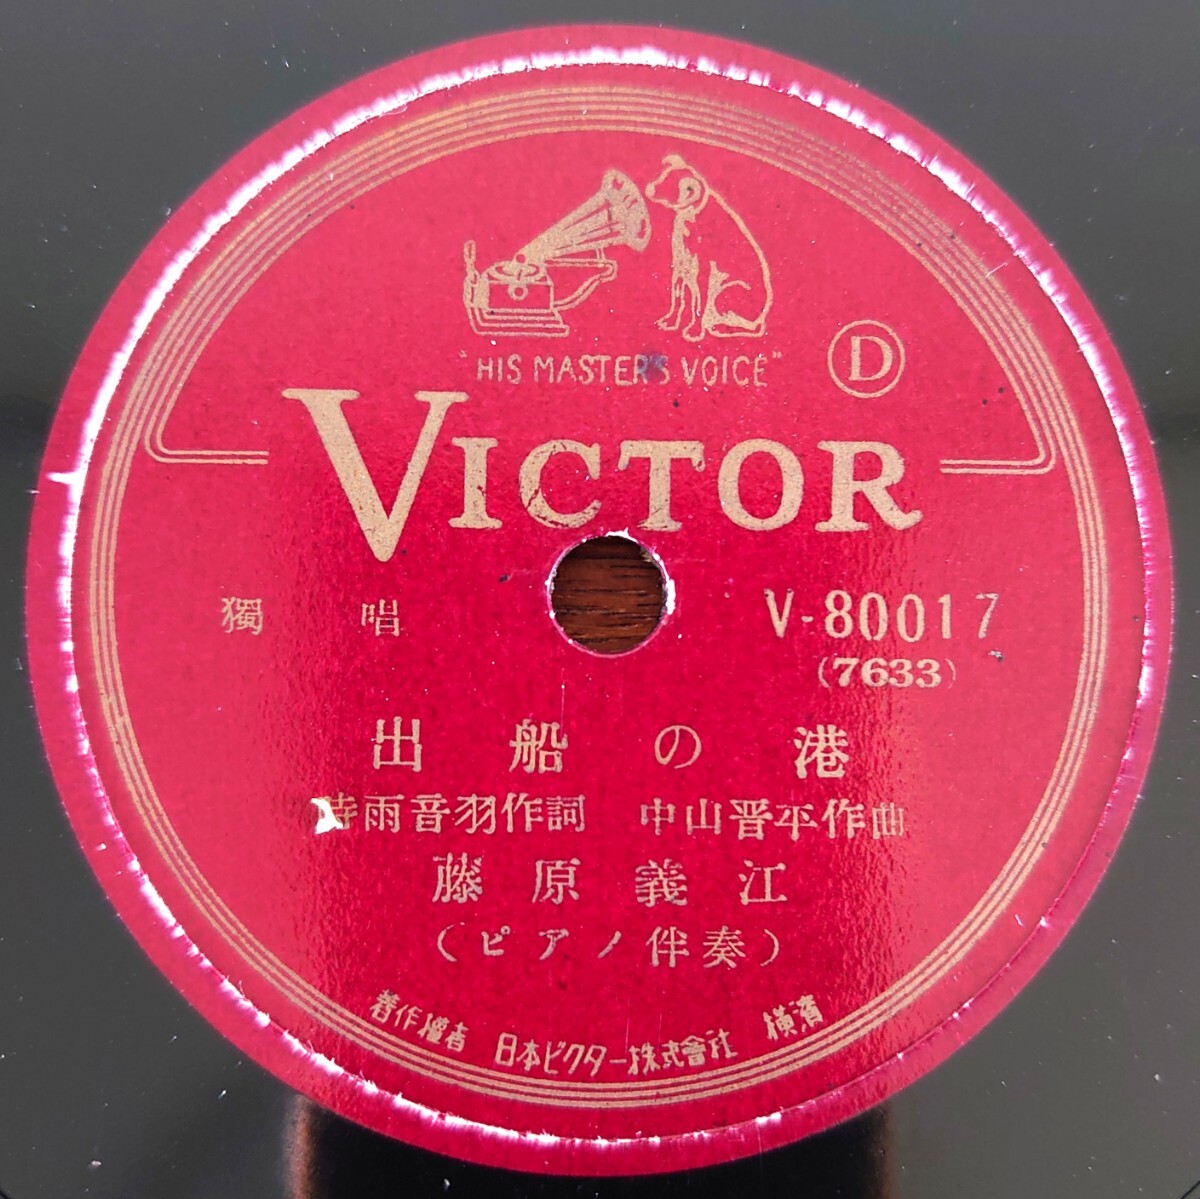 "HIS MASTER'S VOICE"
D
VICTOR
獨唱
V-80017
(7633)
出船の港
時雨音羽作詞 中山晋平作曲
藤原義江
(ピアノ伴奏)
著作権者 日本ビクター株式會社 横濱